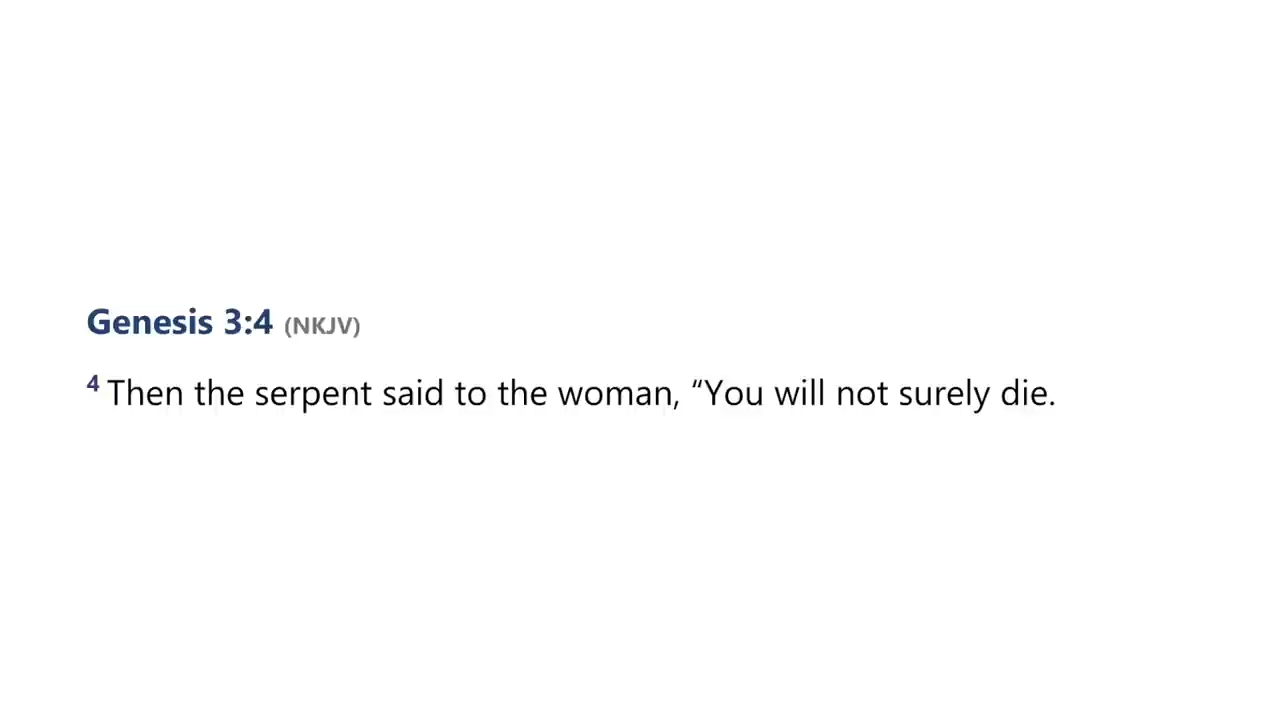 Genesis 3:4 (NKJV)
4 Then the serpent said to the woman, “You will not surely die.